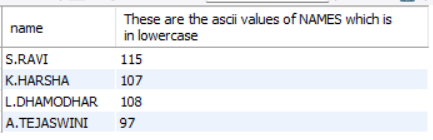 name These are the ascii values of NAMES which is
in lowercase
S.RAVI 115
K.HARSHA 107
L.DHAMODHAR 108
A.TEJASWINI 97